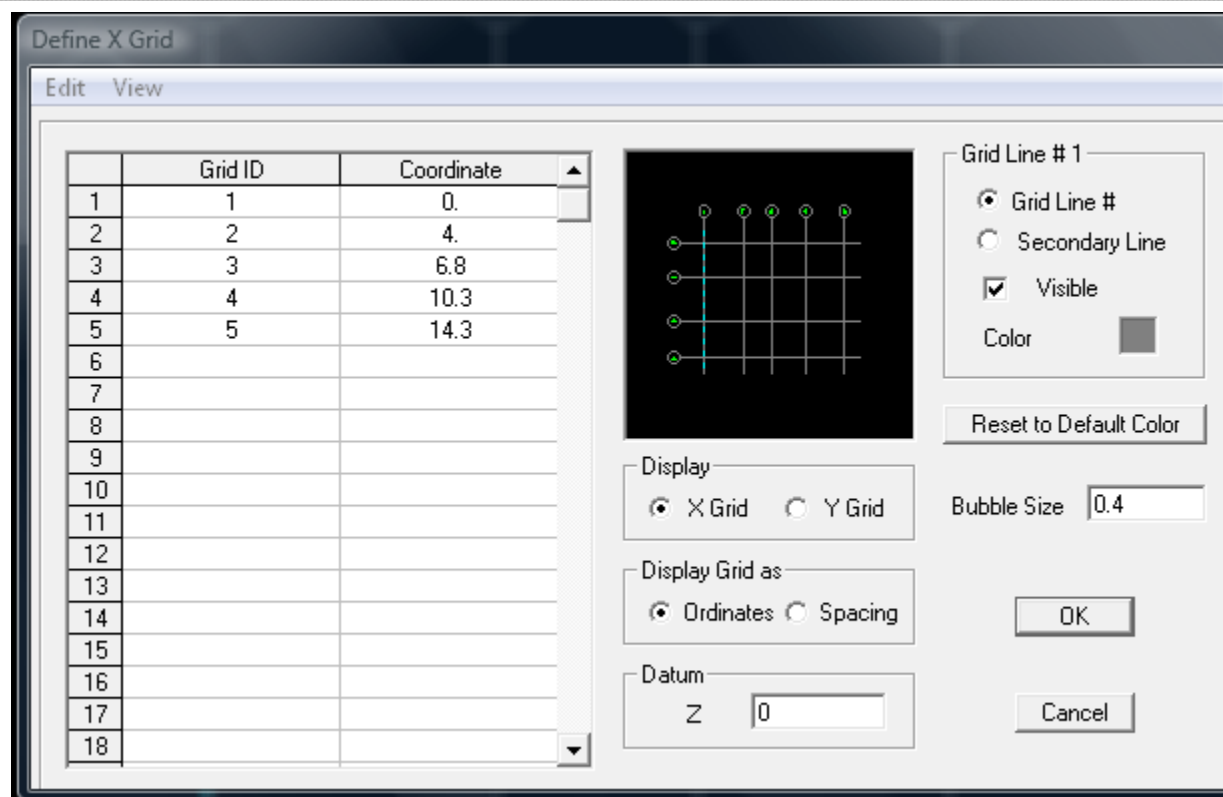 Define X Grid
Edit View
Grid ID Coordinate
1 1 0.
2 2 4.
3 3 6.8
4 4 10.3
5 5 14.3
6
7
8
9
10
11
12
13
14
15
16
17
18
Grid Line # 1
Grid Line #
Secondary Line
Visible
Color
Reset to Default Color
Display
X Grid Y Grid
Bubble Size 0.4
Display Grid as
Ordinates Spacing
OK
Datum
Z 0
Cancel